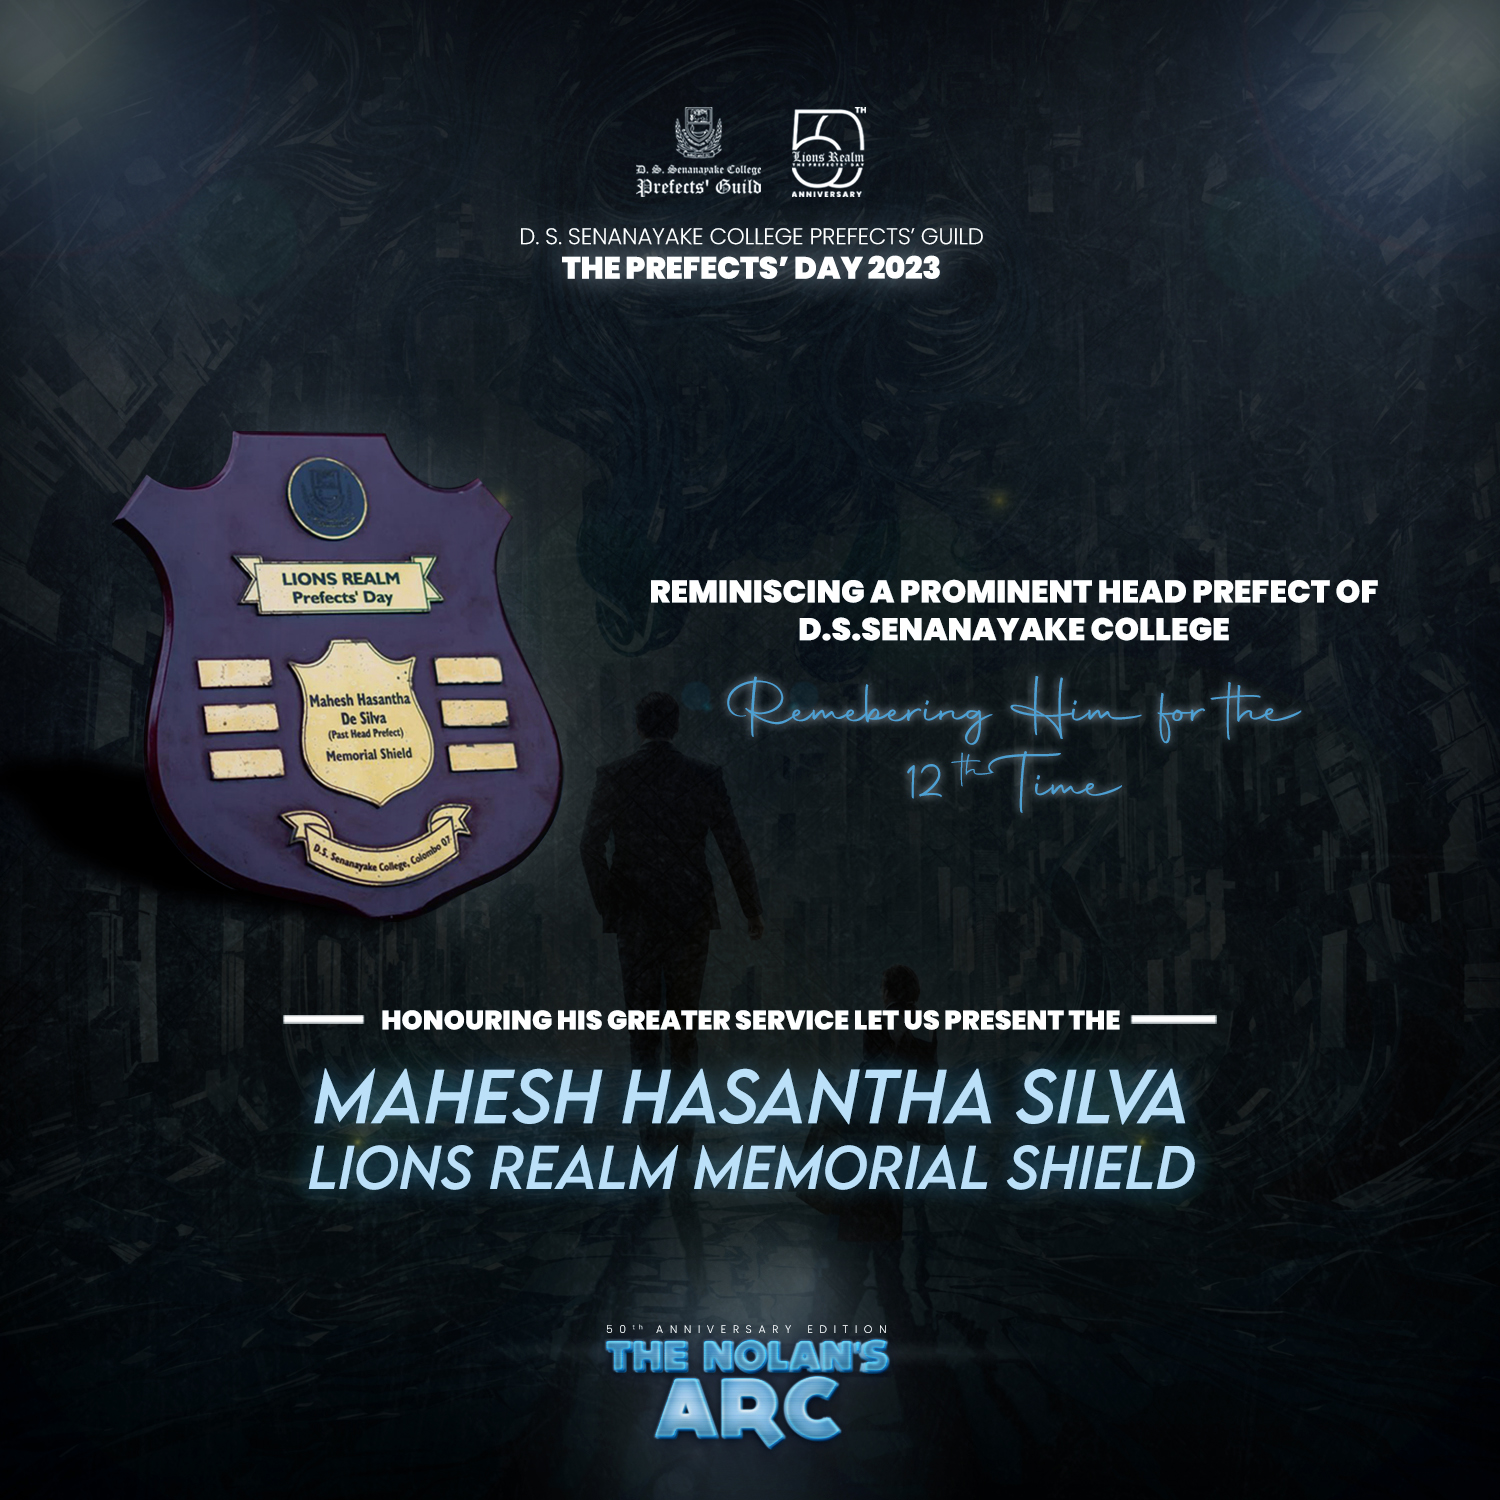 D. S. Senanayake College
Prefects' Guild
50TH
Lions Realm
THE PREFECTS' DAY
ANNIVERSARY
D. S. SENANAYAKE COLLEGE PREFECTS' GUILD
THE PREFECTS' DAY 2023
LIONS REALM
Prefects' Day
Mahesh Hasantha
De Silva
(Past Head Prefect)
Memorial Shield
D.S. Senanayake College, Colombo 07
REMINISCING A PROMINENT HEAD PREFECT OF
D.S.SENANAYAKE COLLEGE
Remebering Him for the
12th Time
HONOURING HIS GREATER SERVICE LET US PRESENT THE
MAHESH HASANTHA SILVA
LIONS REALM MEMORIAL SHIELD
50th ANNIVERSARY EDITION
THE NOLAN'S
ARC